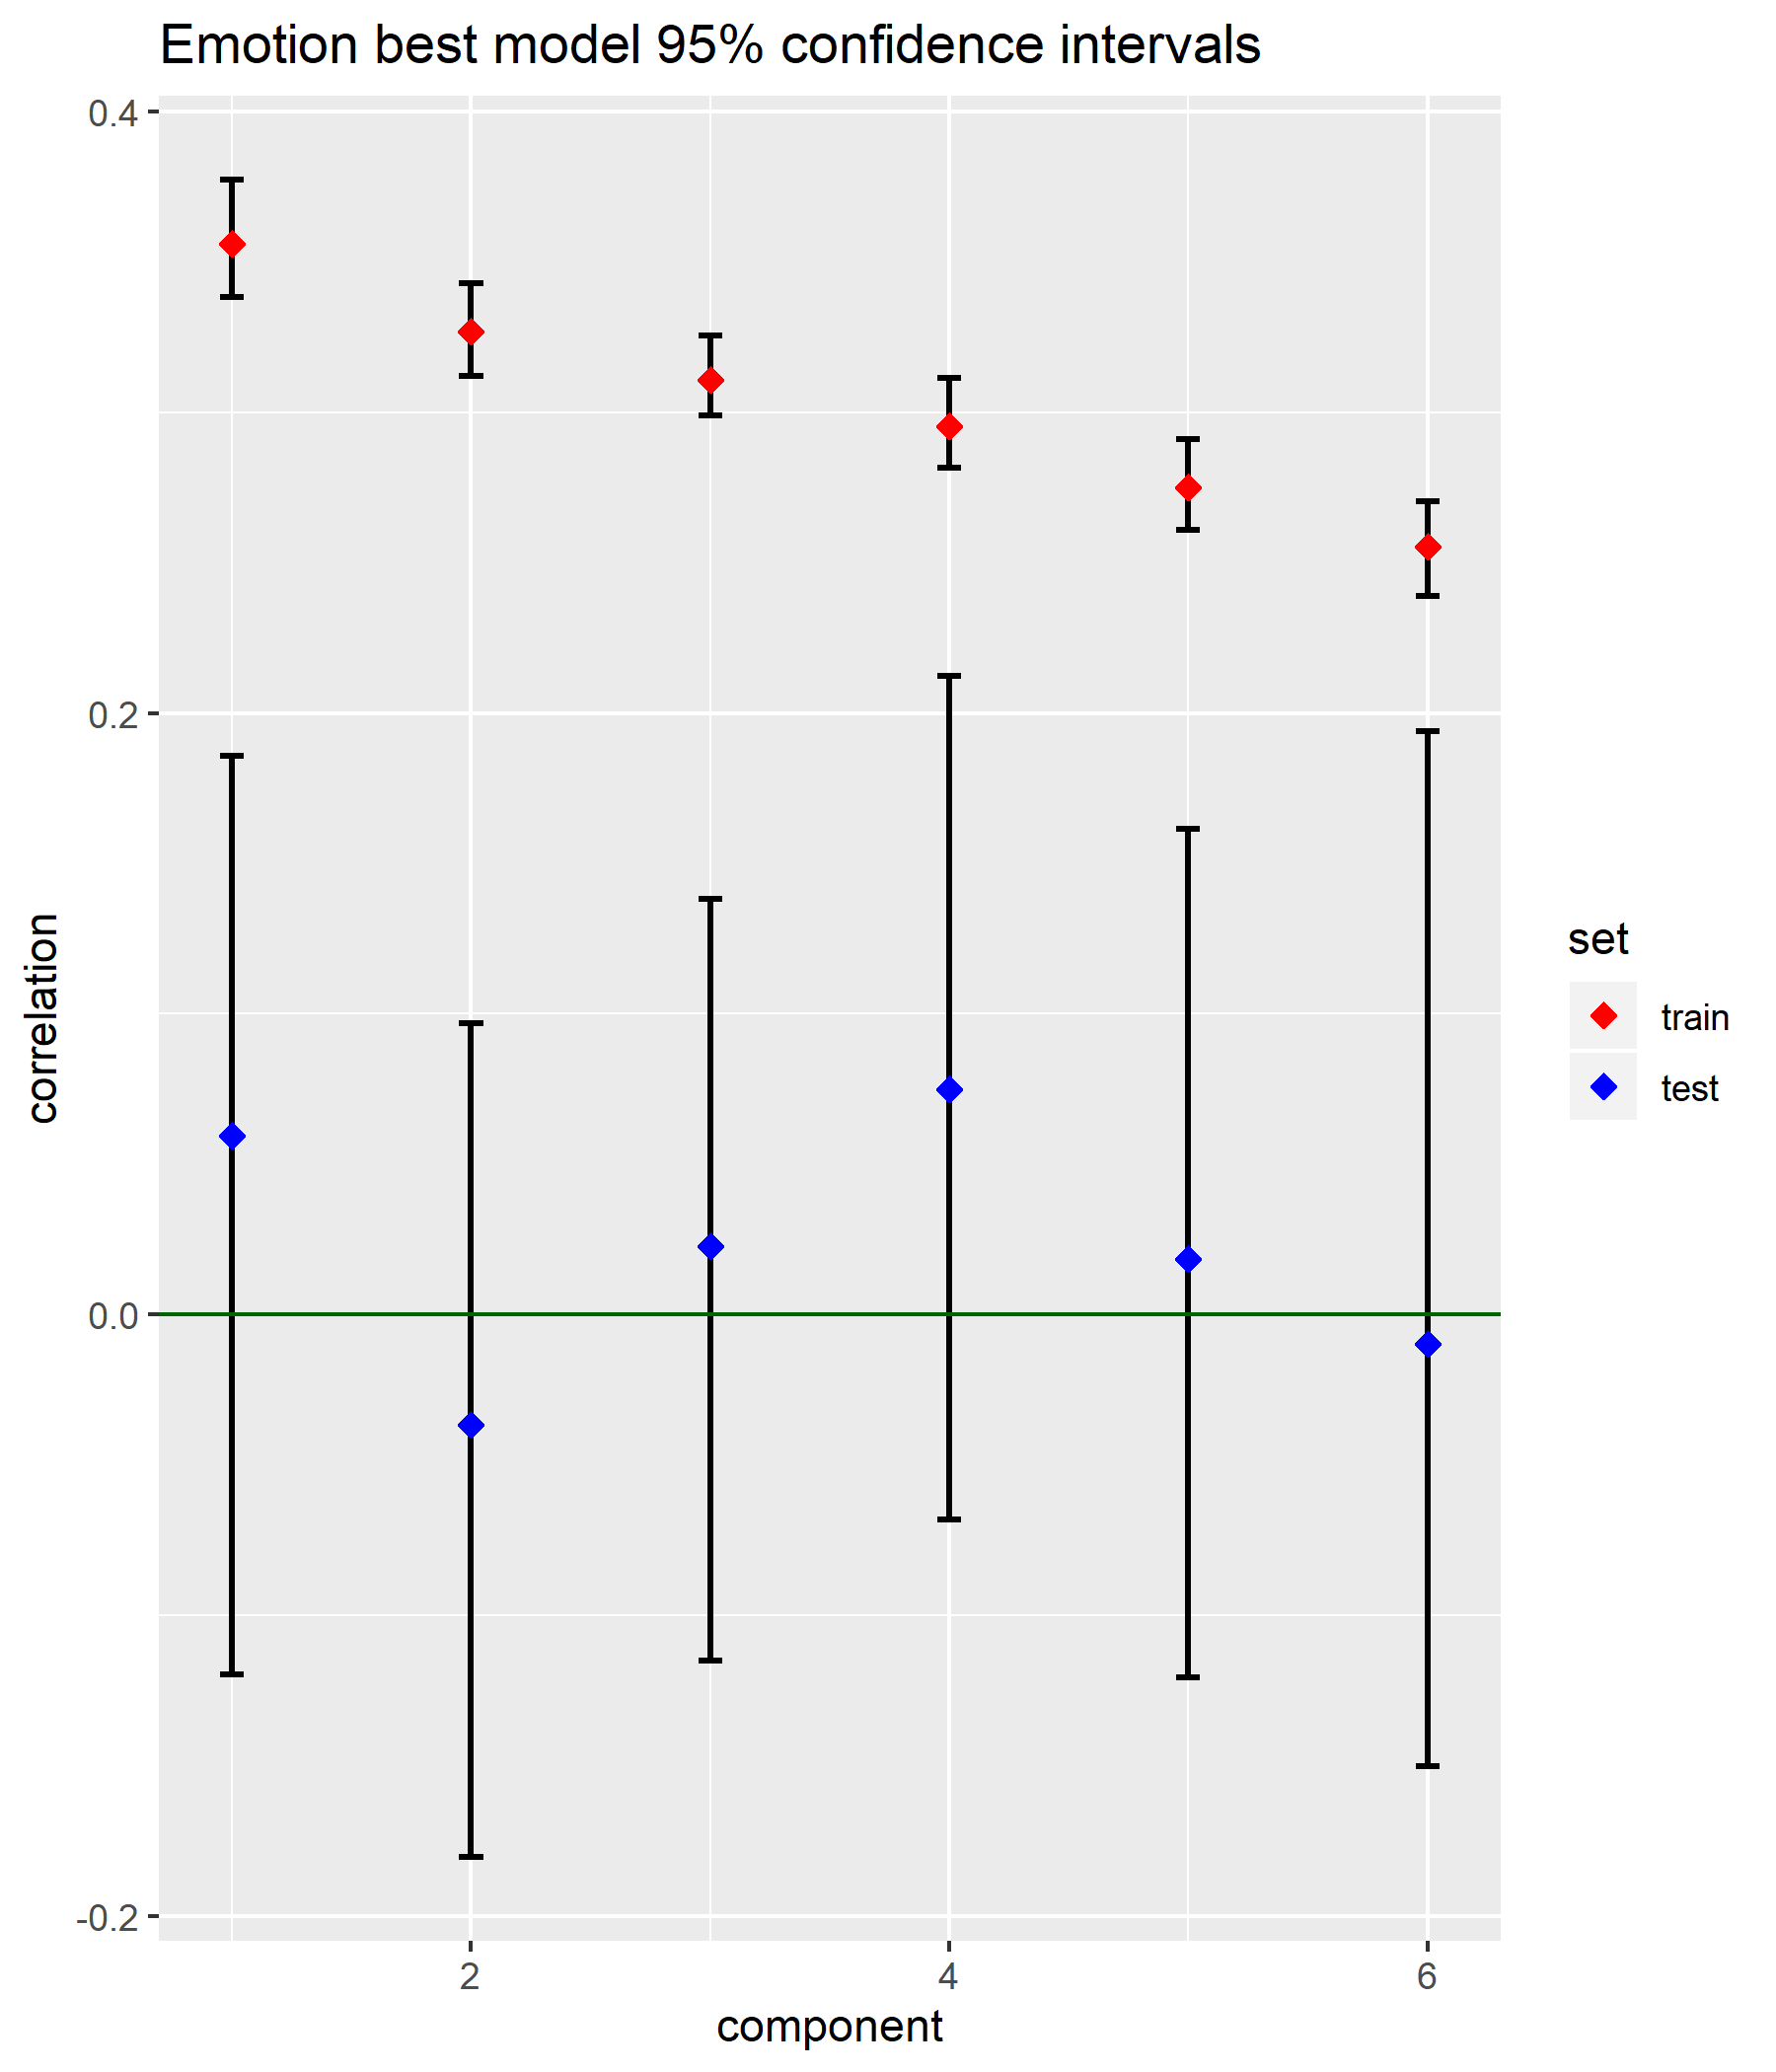 Emotion best model 95% confidence intervals
0.4
0.2
0.0
-0.2
correlation
2 4 6
component
set
train
test